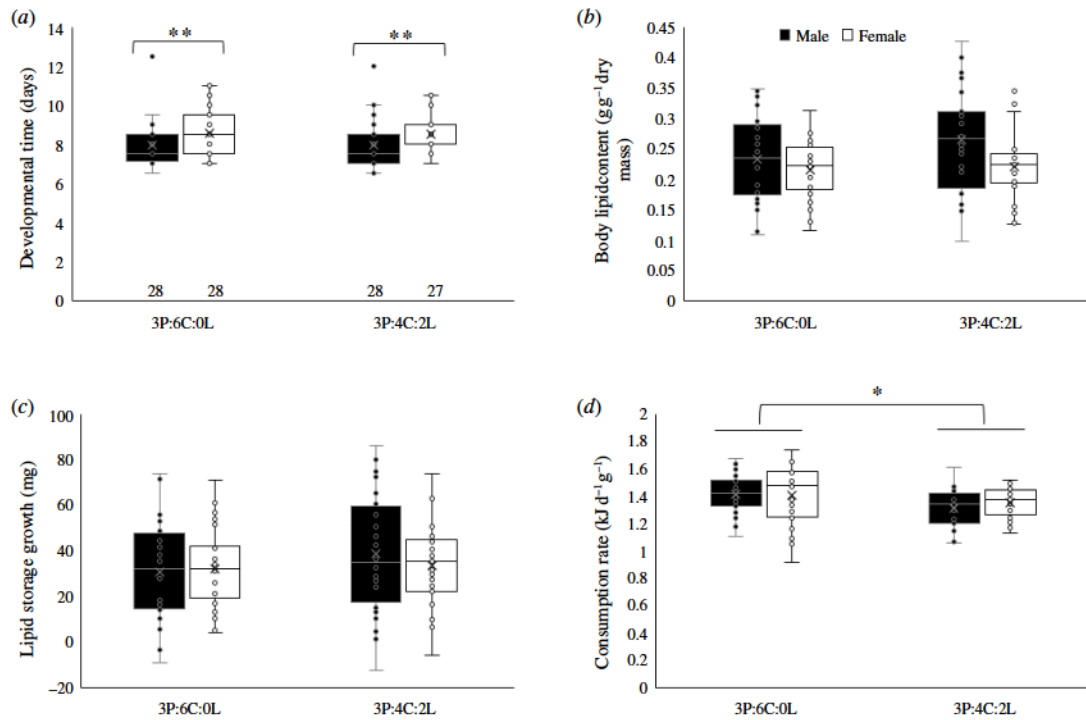 (a)
Developmental time (days)
14
12
10
8
6
4
2
0
**
**
28
28
28
27
3P:6C:0L
3P:4C:2L
(b)
Body lipidcontent (g g⁻¹ dry
mass)
0.45
0.4
0.35
0.3
0.25
0.2
0.15
0.1
0.05
0
Male
Female
3P:6C:0L
3P:4C:2L
(c)
Lipid storage growth (mg)
100
80
60
40
20
0
–20
3P:6C:0L
3P:4C:2L
(d)
Consumption rate (kJ d⁻¹ g⁻¹)
2
1.8
1.6
1.4
1.2
1
0.8
0.6
0.4
0.2
0
*
3P:6C:0L
3P:4C:2L